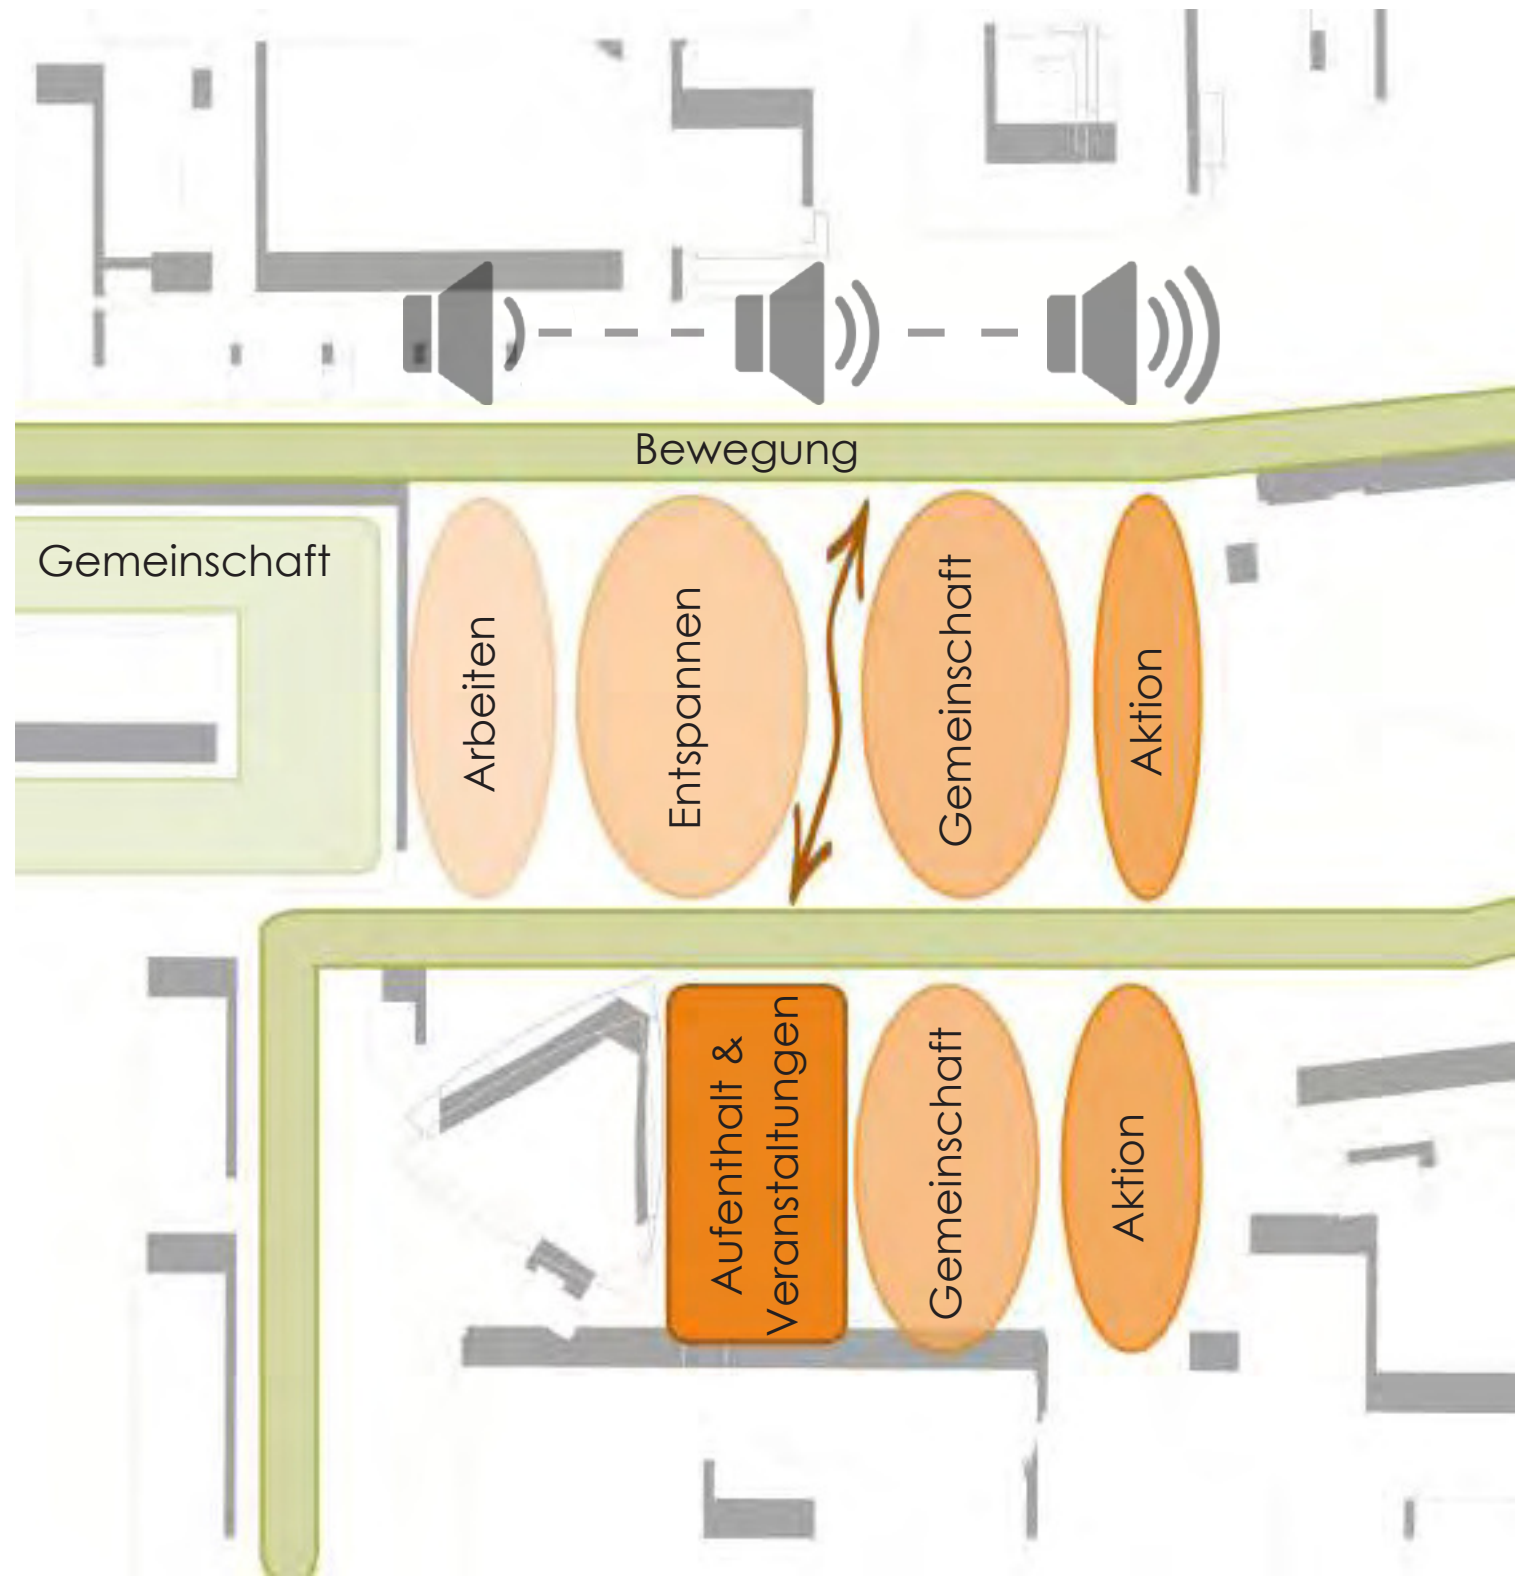 Bewegung
Gemeinschaft
Arbeiten
Entspannen
Gemeinschaft
Aktion
Aufenthalt &
Veranstaltungen
Gemeinschaft
Aktion